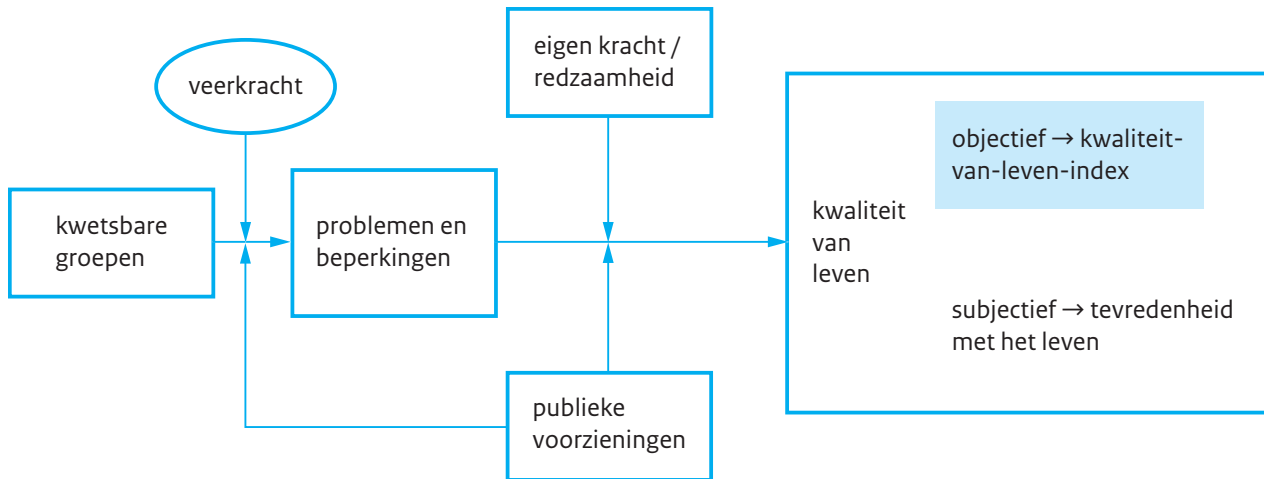 eigen kracht /
redzaamheid
veerkracht
objectief → kwaliteit-
van-leven-index
kwetsbare
groepen
problemen en
beperkingen
kwaliteit
van
leven
subjectief → tevredenheid
met het leven
publieke
voorzieningen